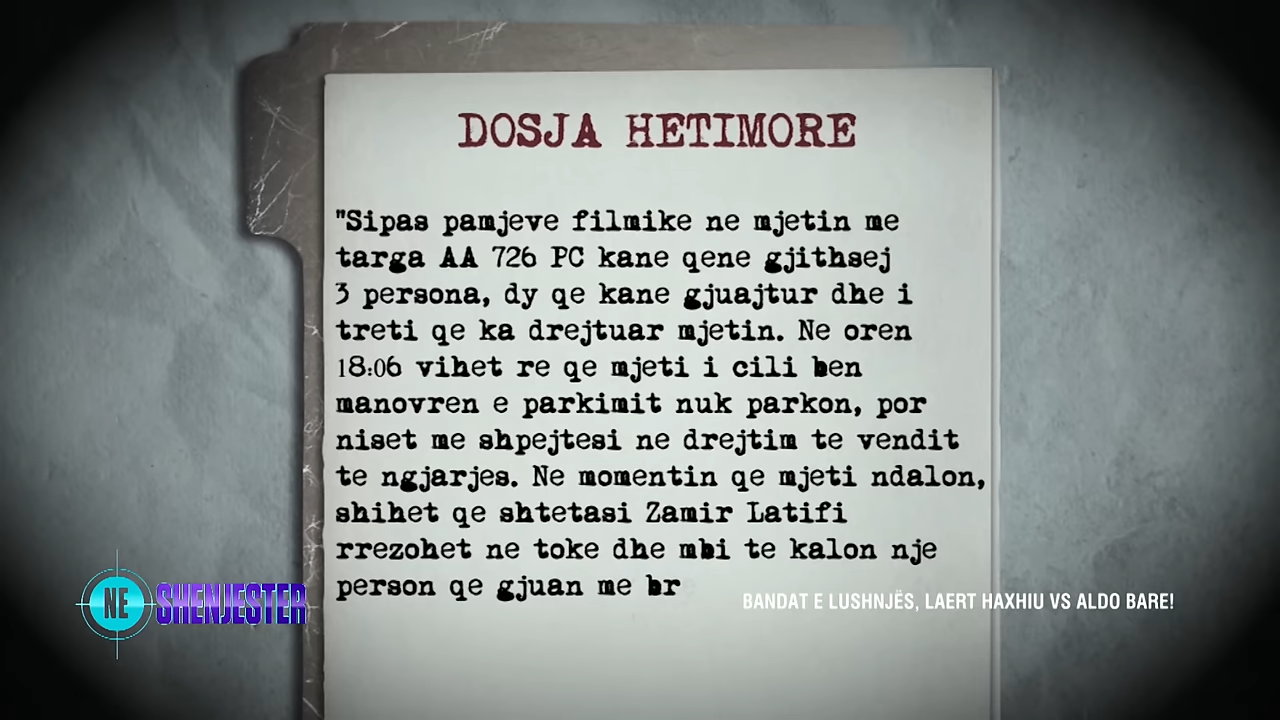 DOSJA HETIMORE
"Sipas pamjeve filmike ne mjetin me
targa AA 726 PC kane qene gjithsej
3 persona, dy qe kane gjuajtur dhe i
treti qe ka drejtuar mjetin. Ne oren
18:06 vihet re qe mjeti i cili ben
manovren e parkimit nuk parkon, por
niset me shpejtesi ne drejtim te vendit
te ngjarjes. Ne momentin qe mjeti ndalon,
shihet qe shtetasi Zamir Latifi
rrezohet ne toke dhe mbi te kalon nje
person qe gjuan me br
NE SHENJESTER
BANDAT E LUSHNJËS, LAERT HAXHIU VS ALDO BARE!